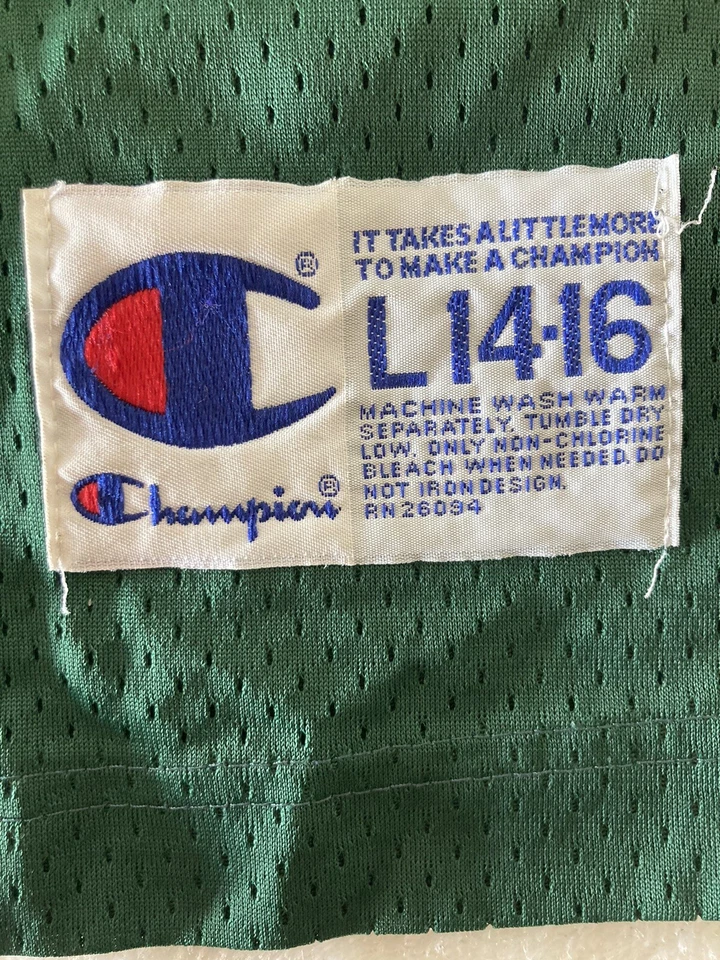 ®
Champion®
IT TAKES A LITTLE MORE
TO MAKE A CHAMPION
L 14-16
MACHINE WASH WARM
SEPARATELY. TUMBLE DRY
LOW. ONLY NON-CHLORINE
BLEACH WHEN NEEDED. DO
NOT IRON DESIGN.
RN 26094